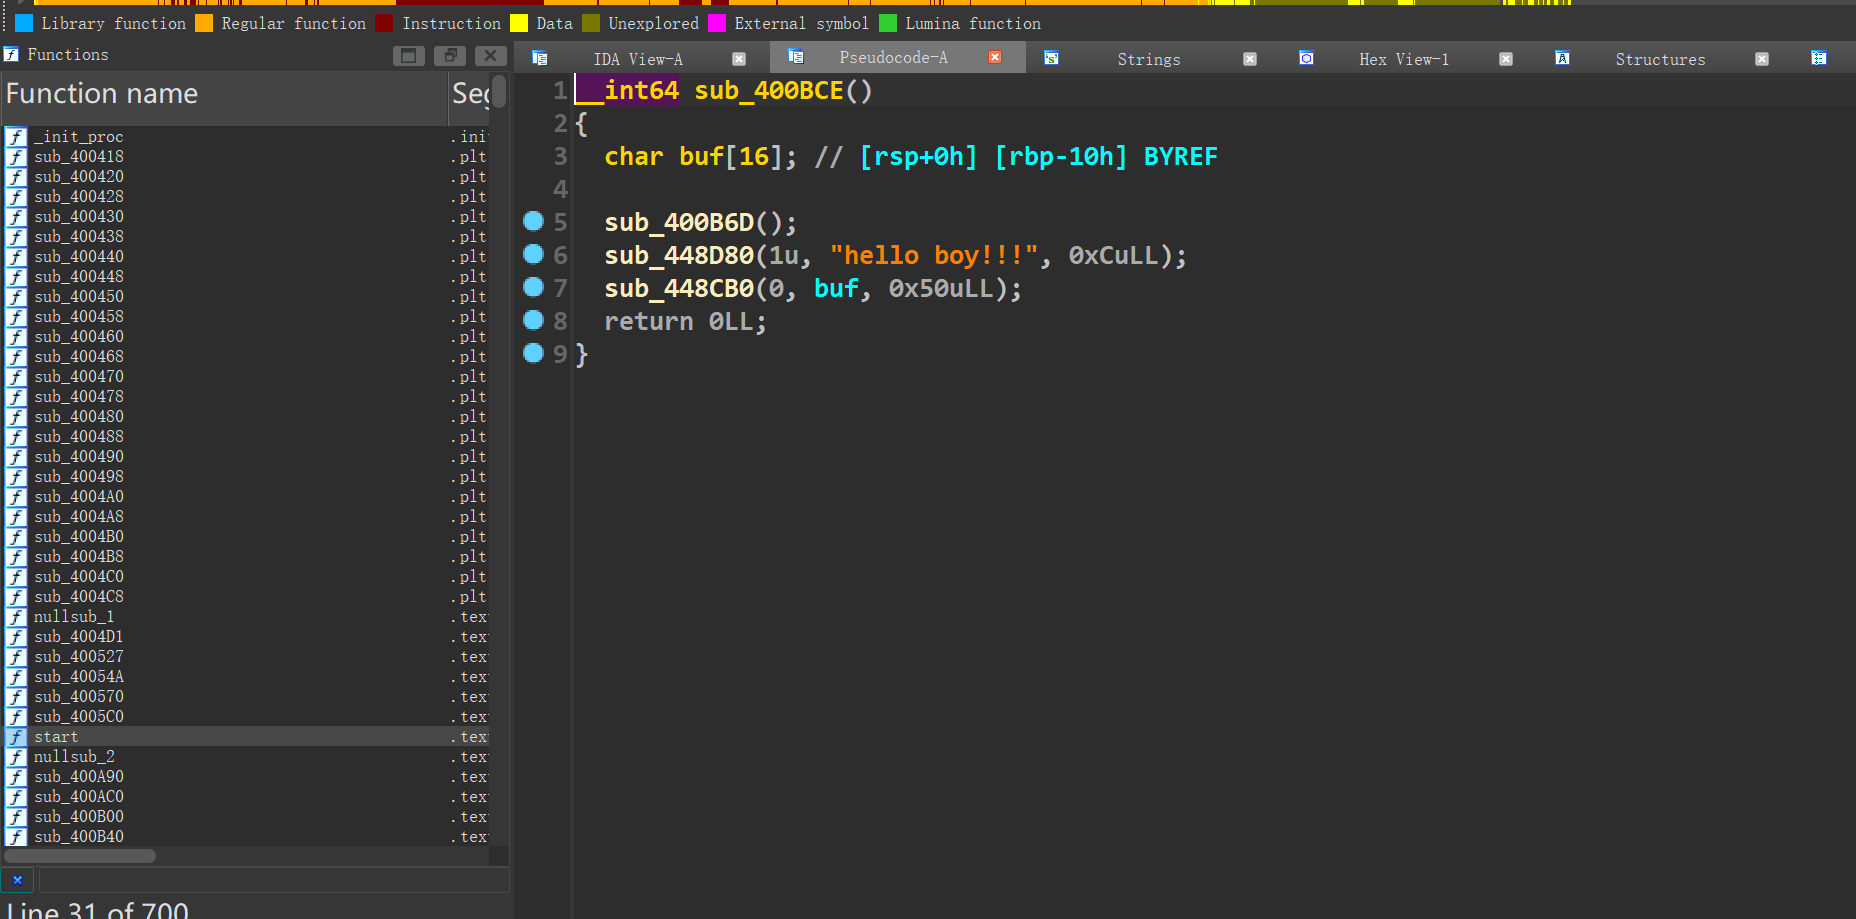 Library function Regular function Instruction Data Unexplored External symbol Lumina function
Functions
Function name Seg
_init_proc .ini
sub_400418 .plt
sub_400420 .plt
sub_400428 .plt
sub_400430 .plt
sub_400438 .plt
sub_400440 .plt
sub_400448 .plt
sub_400450 .plt
sub_400458 .plt
sub_400460 .plt
sub_400468 .plt
sub_400470 .plt
sub_400478 .plt
sub_400480 .plt
sub_400488 .plt
sub_400490 .plt
sub_400498 .plt
sub_4004A0 .plt
sub_4004A8 .plt
sub_4004B0 .plt
sub_4004B8 .plt
sub_4004C0 .plt
sub_4004C8 .plt
nullsub_1 .tex
sub_4004D1 .tex
sub_400527 .tex
sub_40054A .tex
sub_400570 .tex
sub_4005C0 .tex
start .tex
nullsub_2 .tex
sub_400A90 .tex
sub_400AC0 .tex
sub_400B00 .tex
sub_400B40 .tex
Line 31 of 700
IDA View-A Pseudocode-A Strings Hex View-1 Structures
1 __int64 sub_400BCE()
2 {
3 char buf[16]; // [rsp+0h] [rbp-10h] BYREF
4
5 sub_400B6D();
6 sub_448D80(1u, "hello boy!!!", 0xCuLL);
7 sub_448CB0(0, buf, 0x50uLL);
8 return 0LL;
9 }